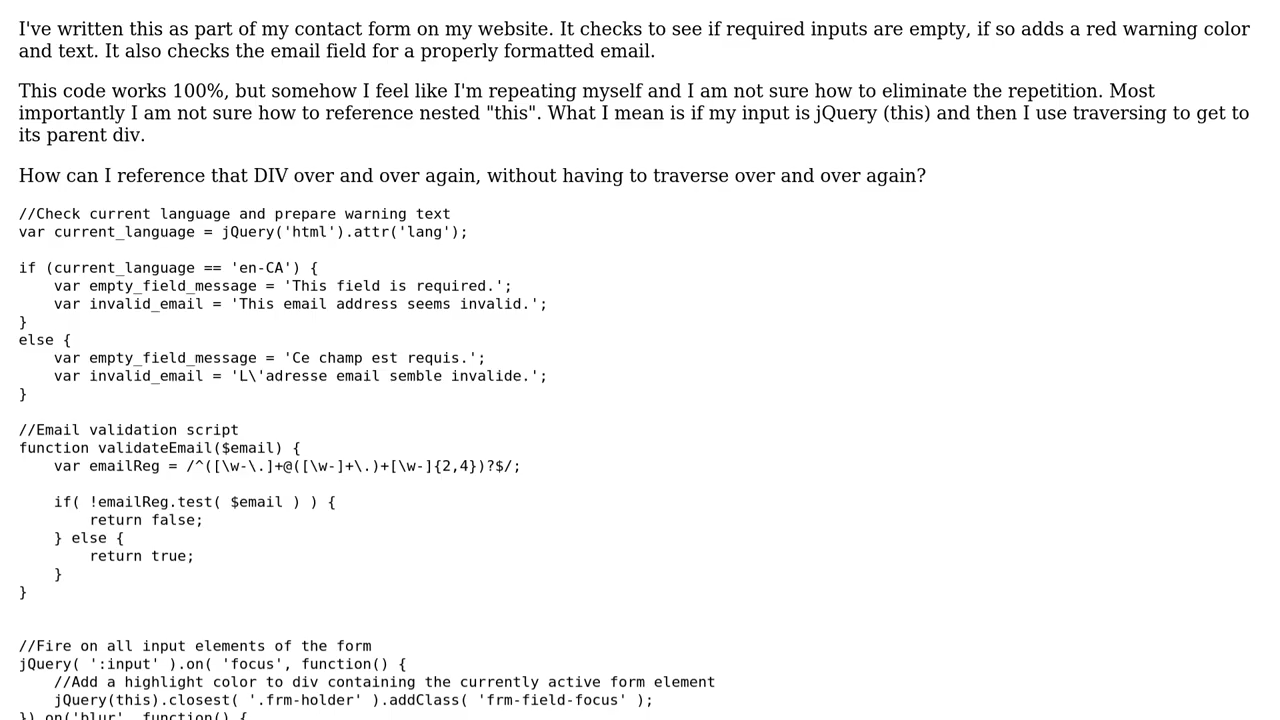 I've written this as part of my contact form on my website. It checks to see if required inputs are empty, if so adds a red warning color
and text. It also checks the email field for a properly formatted email.
This code works 100%, but somehow I feel like I'm repeating myself and I am not sure how to eliminate the repetition. Most
importantly I am not sure how to reference nested "this". What I mean is if my input is jQuery (this) and then I use traversing to get to
its parent div.
How can I reference that DIV over and over again, without having to traverse over and over again?
//Check current language and prepare warning text
var current_language = jQuery('html').attr('lang');
if (current_language == 'en-CA') {
    var empty_field_message = 'This field is required.';
    var invalid_email = 'This email address seems invalid.';
}
else {
    var empty_field_message = 'Ce champ est requis.';
    var invalid_email = 'L\'adresse email semble invalide.';
}
//Email validation script
function validateEmail($email) {
    var emailReg = /^([\w-\.]+@([\w-]+\.)+[\w-]{2,4})?$/;
    if( !emailReg.test( $email ) ) {
        return false;
    } else {
        return true;
    }
}
//Fire on all input elements of the form
jQuery( ':input' ).on( 'focus', function() {
    //Add a highlight color to div containing the currently active form element
    jQuery(this).closest( '.frm-holder' ).addClass( 'frm-field-focus' );
}).on('blur', function() {